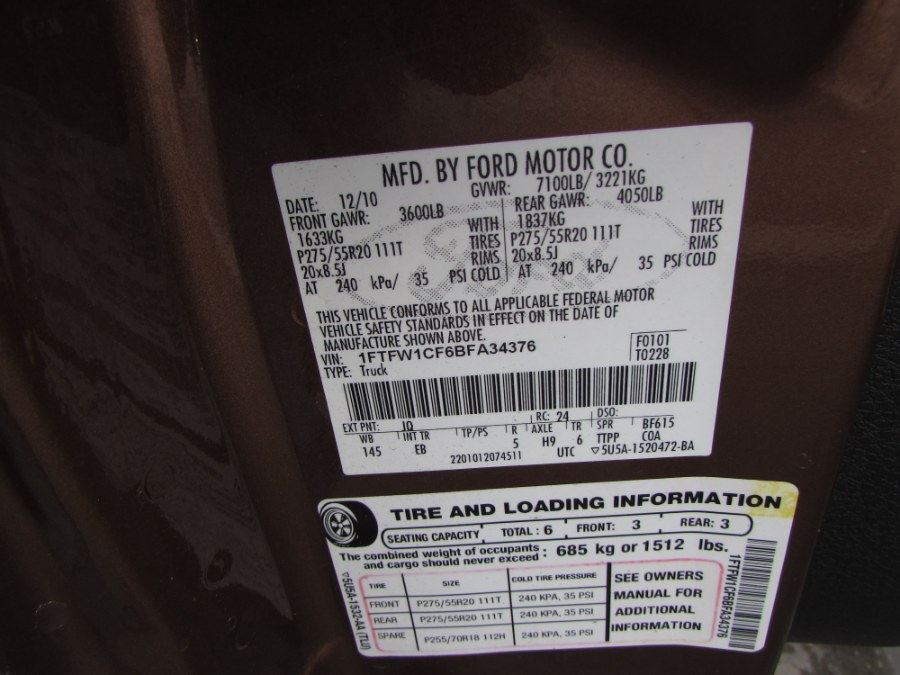 MFD. BY FORD MOTOR CO.
DATE: 12/10 GVWR: 7100LB/ 3221KG
FRONT GAWR: 3600LB REAR GAWR: 4050LB
1633KG WITH 1837KG WITH
P275/55R20 111T TIRES P275/55R20 111T TIRES
20x8.5J RIMS 20x8.5J RIMS
AT 240 kPa/ 35 PSI COLD AT 240 kPa/ 35 PSI COLD
THIS VEHICLE CONFORMS TO ALL APPLICABLE FEDERAL MOTOR
VEHICLE SAFETY STANDARDS IN EFFECT ON THE DATE OF
MANUFACTURE SHOWN ABOVE.
VIN: 1FTFW1CF6BFA34376 F0101
TYPE: Truck T0228
EXT PNT: JQ RC: 24 DSO:
WB INT TR TP/PS R AXLE TR SPR BF615
145 EB 5 H9 6 TTPP COA
2201012074511 UTC ▽5U5A-1520472-BA
TIRE AND LOADING INFORMATION
SEATING CAPACITY TOTAL: 6 FRONT: 3 REAR: 3
The combined weight of occupants and cargo should never exceed : 685 kg or 1512 lbs.
TIRE SIZE COLD TIRE PRESSURE
FRONT P275/55R20 111T 240 KPA, 35 PSI
REAR P275/55R20 111T 240 KPA, 35 PSI
SPARE P255/70R18 112H 240 KPA, 35 PSI
SEE OWNERS
MANUAL FOR
ADDITIONAL
INFORMATION
▽5U5A-1532-AA (TLU)
1FTFW1CF6BFA34376